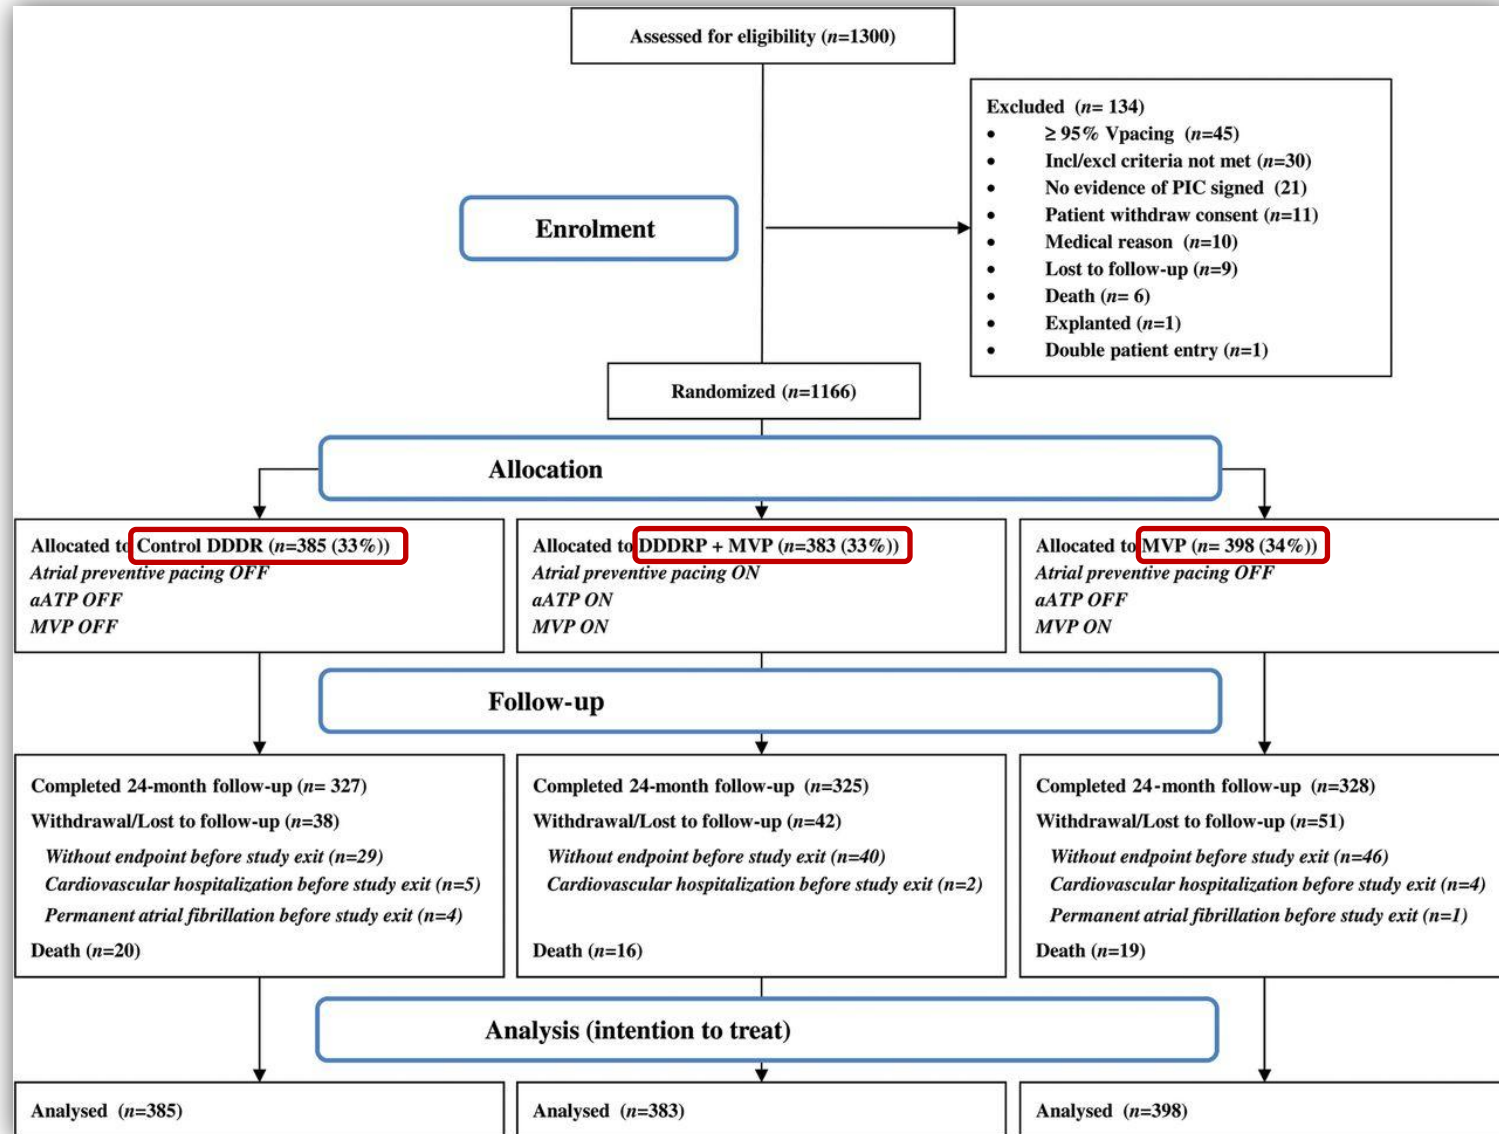 Assessed for eligibility (n=1300)
Excluded (n= 134)
• ≥ 95% Vpacing (n=45)
• Incl/excl criteria not met (n=30)
• No evidence of PIC signed (21)
• Patient withdraw consent (n=11)
• Medical reason (n=10)
• Lost to follow-up (n=9)
• Death (n= 6)
• Explanted (n=1)
• Double patient entry (n=1)
Enrolment
Randomized (n=1166)
Allocation
Allocated to Control DDDR (n=385 (33%))
Atrial preventive pacing OFF
aATP OFF
MVP OFF
Allocated to DDDRP + MVP (n=383 (33%))
Atrial preventive pacing ON
aATP ON
MVP ON
Allocated to MVP (n= 398 (34%))
Atrial preventive pacing OFF
aATP OFF
MVP ON
Follow-up
Completed 24-month follow-up (n= 327)
Withdrawal/Lost to follow-up (n=38)
Without endpoint before study exit (n=29)
Cardiovascular hospitalization before study exit (n=5)
Permanent atrial fibrillation before study exit (n=4)
Death (n=20)
Completed 24-month follow-up (n=325)
Withdrawal/Lost to follow-up (n=42)
Without endpoint before study exit (n=40)
Cardiovascular hospitalization before study exit (n=2)
Death (n=16)
Completed 24-month follow-up (n=328)
Withdrawal/Lost to follow-up (n=51)
Without endpoint before study exit (n=46)
Cardiovascular hospitalization before study exit (n=4)
Permanent atrial fibrillation before study exit (n=1)
Death (n=19)
Analysis (intention to treat)
Analysed (n=385)
Analysed (n=383)
Analysed (n=398)